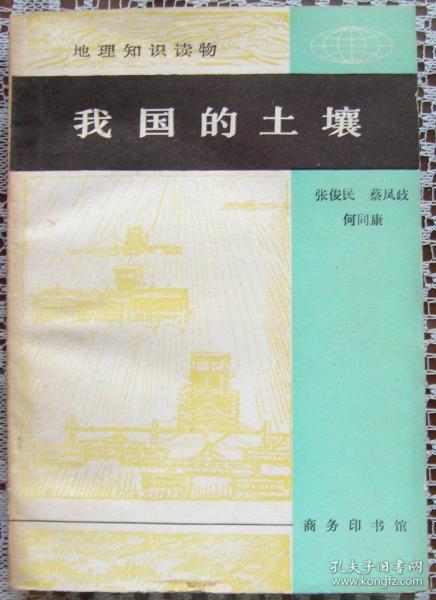 地理知识读物
我国的土壤
张俊民 蔡凤歧
何同康
商务印书馆
孔夫子旧书网
www.kongfz.com